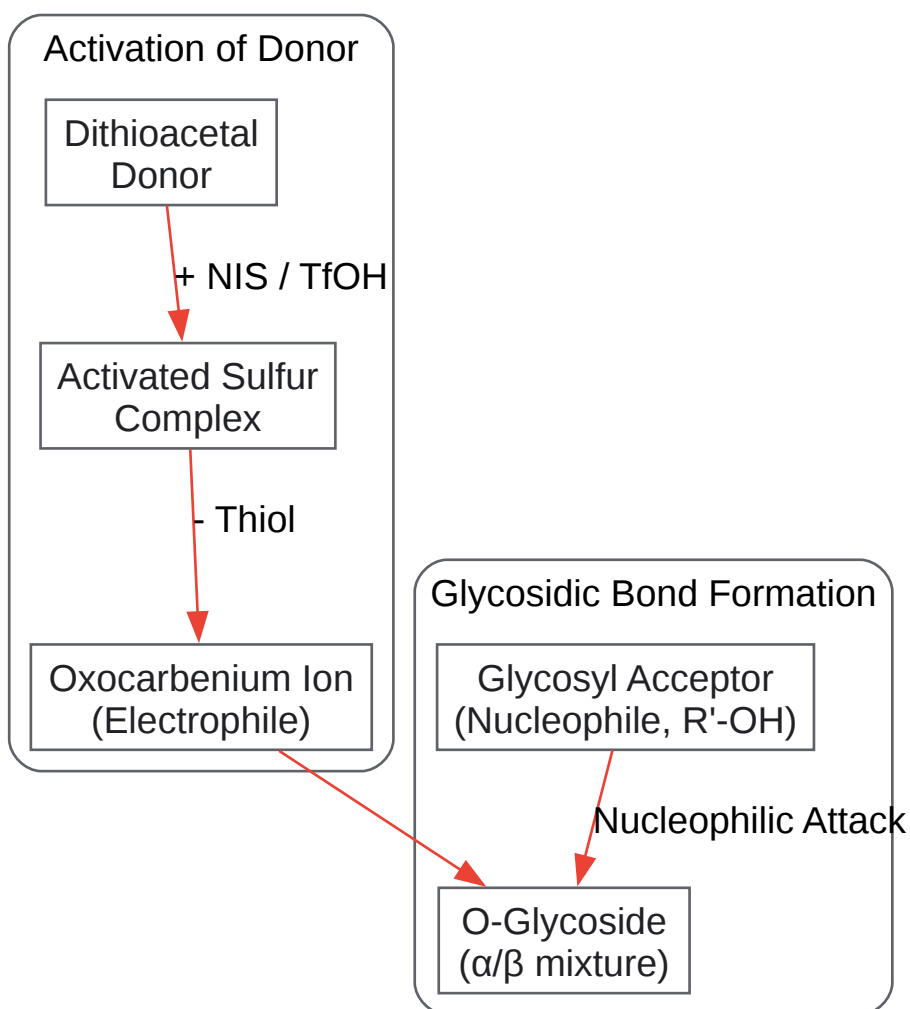 Activation of Donor
Dithioacetal
Donor
+ NIS / TfOH
Activated Sulfur
Complex
- Thiol
Oxocarbenium Ion
(Electrophile)
Glycosidic Bond Formation
Glycosyl Acceptor
(Nucleophile, R'-OH)
Nucleophilic Attack
O-Glycoside
(α/β mixture)